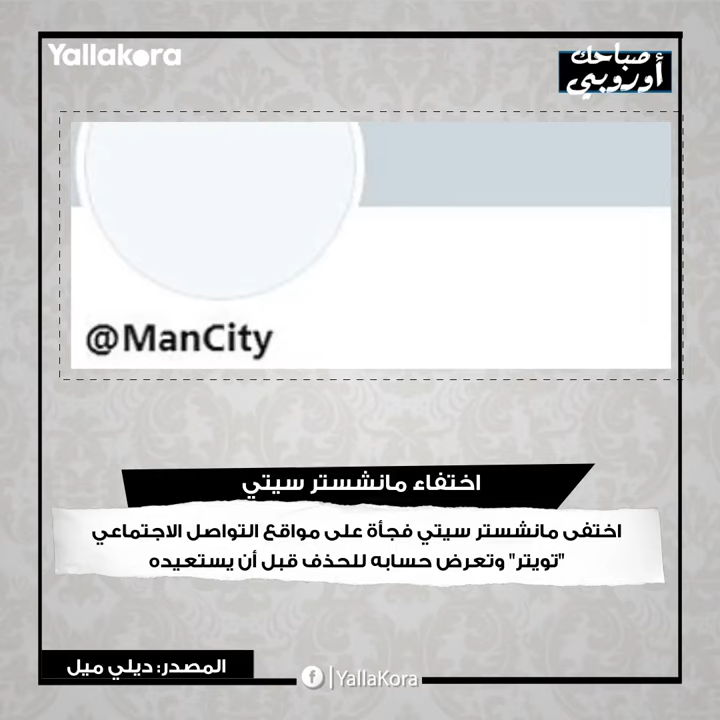 Yallakora
صباحك
أوروبي
@ManCity
اختفاء مانشستر سيتي
اختفى مانشستر سيتي فجأة على مواقع التواصل الاجتماعي
"تويتر" وتعرض حسابه للحذف قبل أن يستعيده
المصدر: ديلي ميل
f | YallaKora